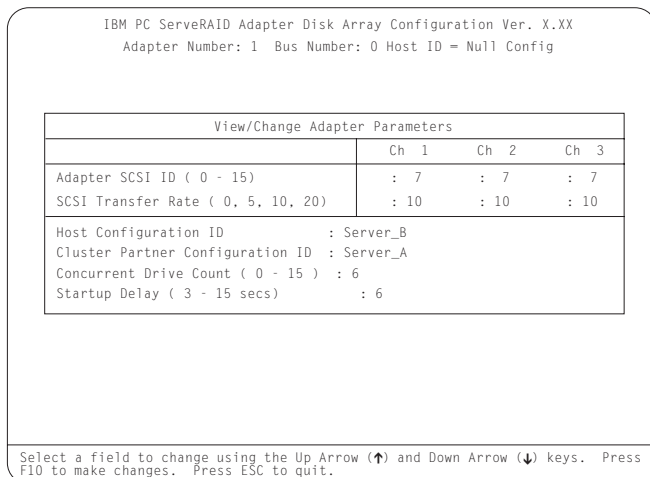 IBM PC ServeRAID Adapter Disk Array Configuration Ver. X.XX
Adapter Number: 1 Bus Number: 0 Host ID = Null Config
View/Change Adapter Parameters
Ch 1 Ch 2 Ch 3
Adapter SCSI ID ( 0 - 15) : 7 : 7 : 7
SCSI Transfer Rate ( 0, 5, 10, 20) : 10 : 10 : 10
Host Configuration ID : Server_B
Cluster Partner Configuration ID : Server_A
Concurrent Drive Count ( 0 - 15 ) : 6
Startup Delay ( 3 - 15 secs) : 6
Select a field to change using the Up Arrow (↑) and Down Arrow (↓) keys. Press
F10 to make changes. Press ESC to quit.